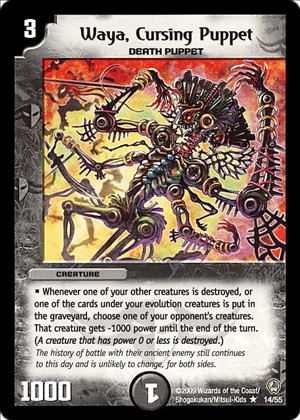 3
Waya, Cursing Puppet
DEATH PUPPET
CREATURE
■ Whenever one of your other creatures is destroyed, or
one of the cards under your evolution creatures is put in
the graveyard, choose one of your opponent's creatures.
That creature gets -1000 power until the end of the turn.
(A creature that has power 0 or less is destroyed.)
The history of battle with their ancient enemy still continues
to this day and is unlikely to change, for both sides.
1000
1
©2009 Wizards of the Coast/
Shogakukan/Mitsui-Kids ★ 14/55